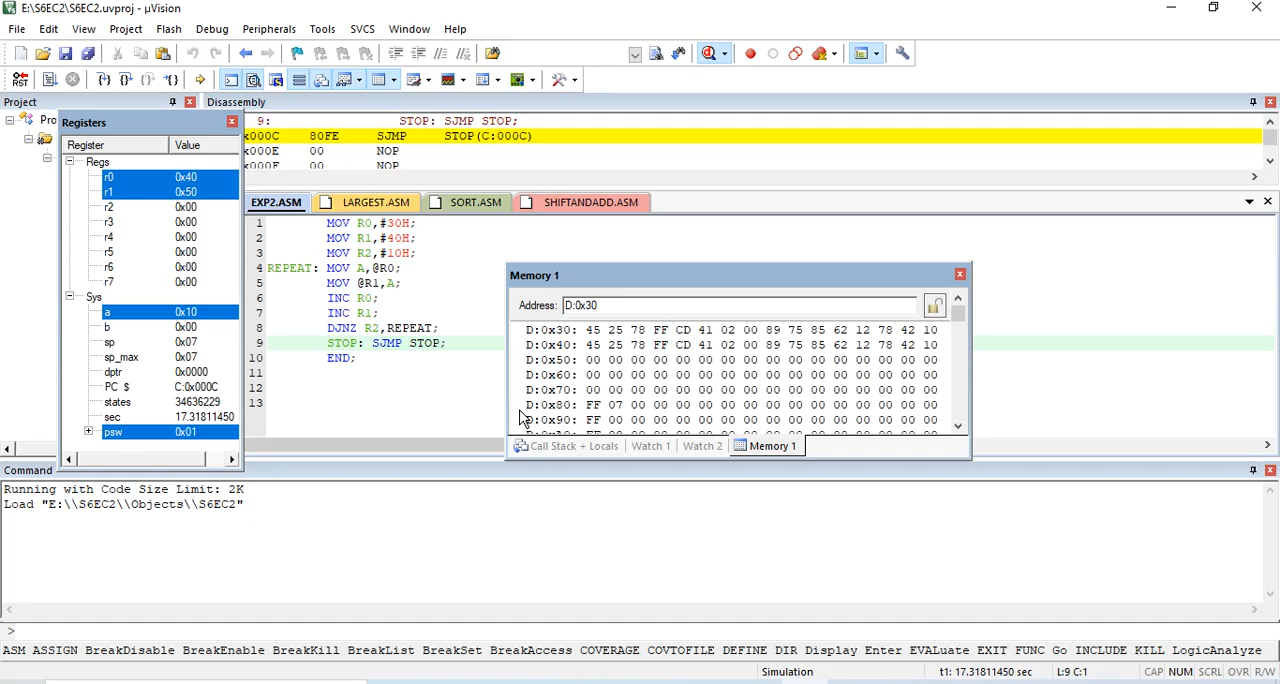 E:\S6EC2\S6EC2.uvproj - µVision
File Edit View Project Flash Debug Peripherals Tools SVCS Window Help
RST
Project
Disassembly
Pro
Registers
Register Value
Regs
r0 0x40
r1 0x50
r2 0x00
r3 0x00
r4 0x00
r5 0x00
r6 0x00
r7 0x00
Sys
a 0x10
b 0x00
sp 0x07
sp_max 0x07
dptr 0x0000
PC $ C:0x000C
states 34636229
sec 17.31811450
psw 0x01
9: STOP: SJMP STOP;
x000C 80FE SJMP STOP(C:000C)
x000E 00 NOP
x000F 00 NOP
EXP2.ASM LARGEST.ASM SORT.ASM SHIFTANDADD.ASM
1 MOV R0,#30H;
2 MOV R1,#40H;
3 MOV R2,#10H;
4 REPEAT: MOV A,@R0;
5 MOV @R1,A;
6 INC R0;
7 INC R1;
8 DJNZ R2,REPEAT;
9 STOP: SJMP STOP;
10 END;
11
12
13
Memory 1
Address: D:0x30
D:0x30: 45 25 78 FF CD 41 02 00 89 75 85 62 12 78 42 10
D:0x40: 45 25 78 FF CD 41 02 00 89 75 85 62 12 78 42 10
D:0x50: 00 00 00 00 00 00 00 00 00 00 00 00 00 00 00 00
D:0x60: 00 00 00 00 00 00 00 00 00 00 00 00 00 00 00 00
D:0x70: 00 00 00 00 00 00 00 00 00 00 00 00 00 00 00 00
D:0x80: FF 07 00 00 00 00 00 00 00 00 00 00 00 00 00 00
D:0x90: FF 00 00 00 00 00 00 00 00 00 00 00 00 00 00 00
Call Stack + Locals Watch 1 Watch 2 Memory 1
Command
Running with Code Size Limit: 2K
Load "E:\\S6EC2\\Objects\\S6EC2"
>
ASM ASSIGN BreakDisable BreakEnable BreakKill BreakList BreakSet BreakAccess COVERAGE COVTOFILE DEFINE DIR Display Enter EVALuate EXIT FUNC Go INCLUDE KILL LogicAnalyze
Simulation t1: 17.31811450 sec L:9 C:1 CAP NUM SCRL OVR R/W